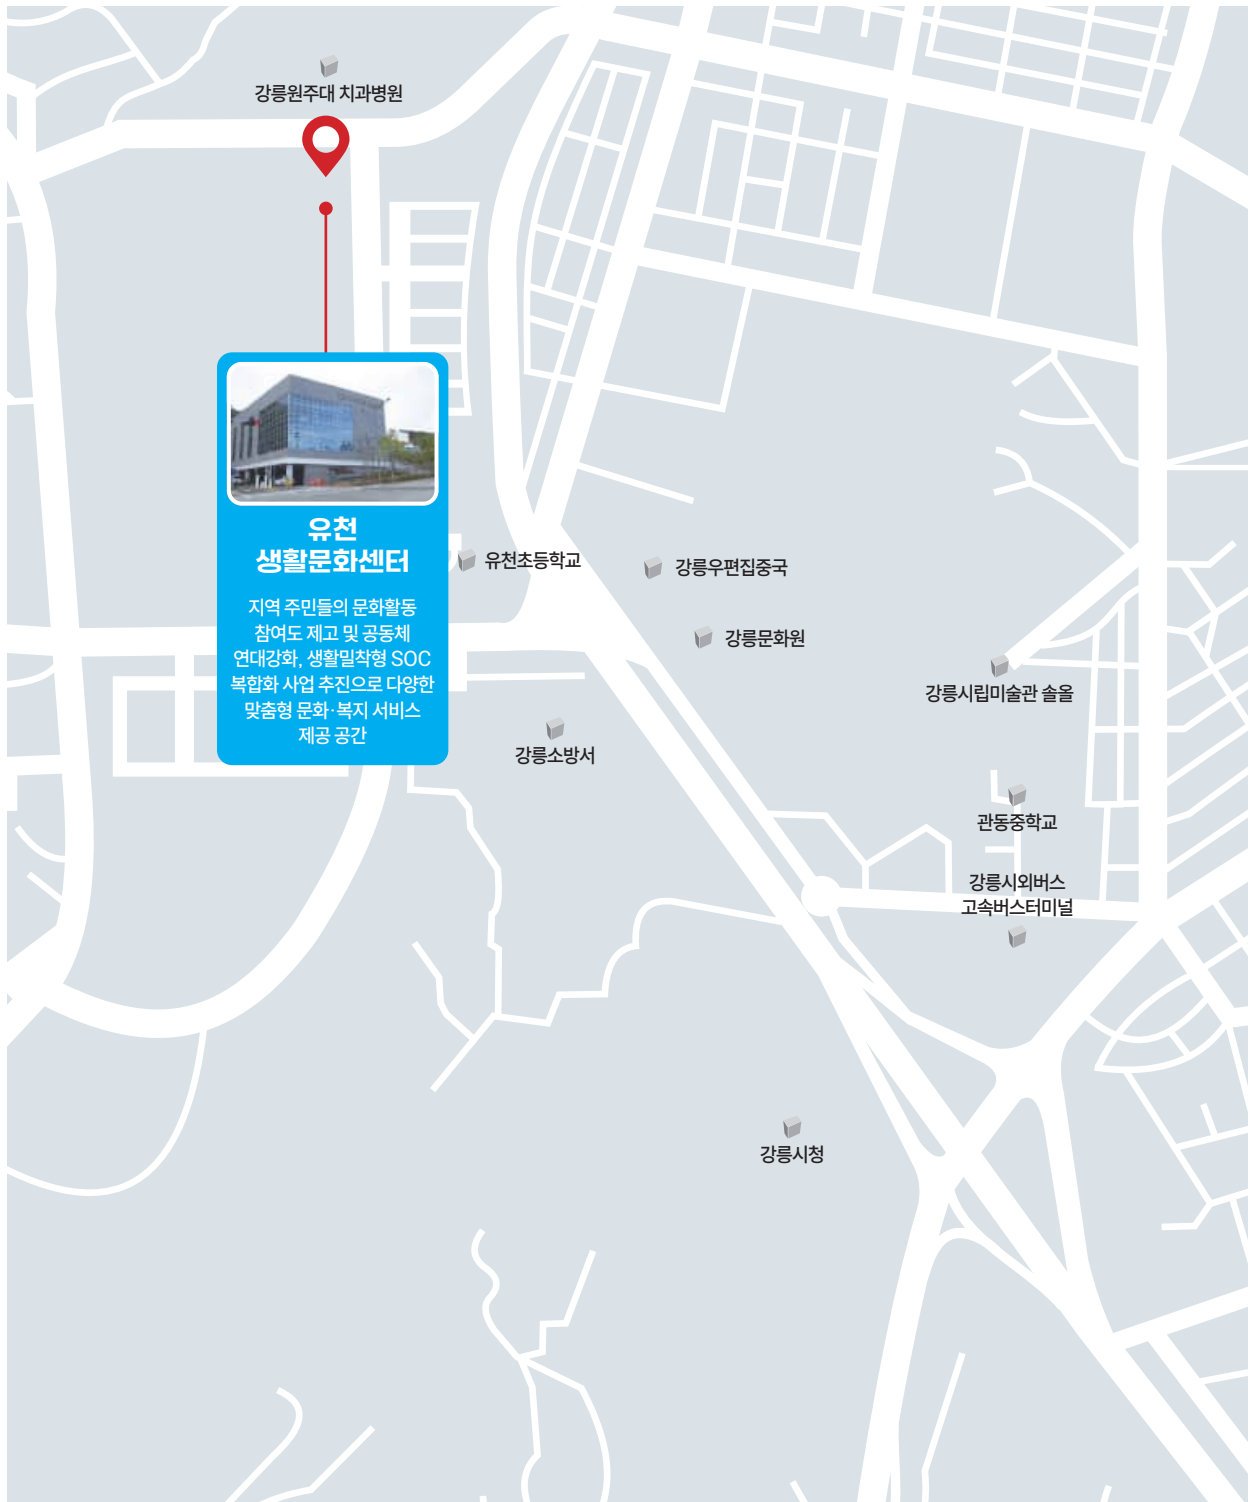 강릉원주대 치과병원
유천
생활문화센터
지역 주민들의 문화활동
참여도 제고 및 공동체
연대강화, 생활밀착형 SOC
복합화 사업 추진으로 다양한
맞춤형 문화·복지 서비스
제공 공간
유천초등학교
강릉우편집중국
강릉문화원
강릉시립미술관 솔올
강릉소방서
관동중학교
강릉시외버스
고속버스터미널
강릉시청